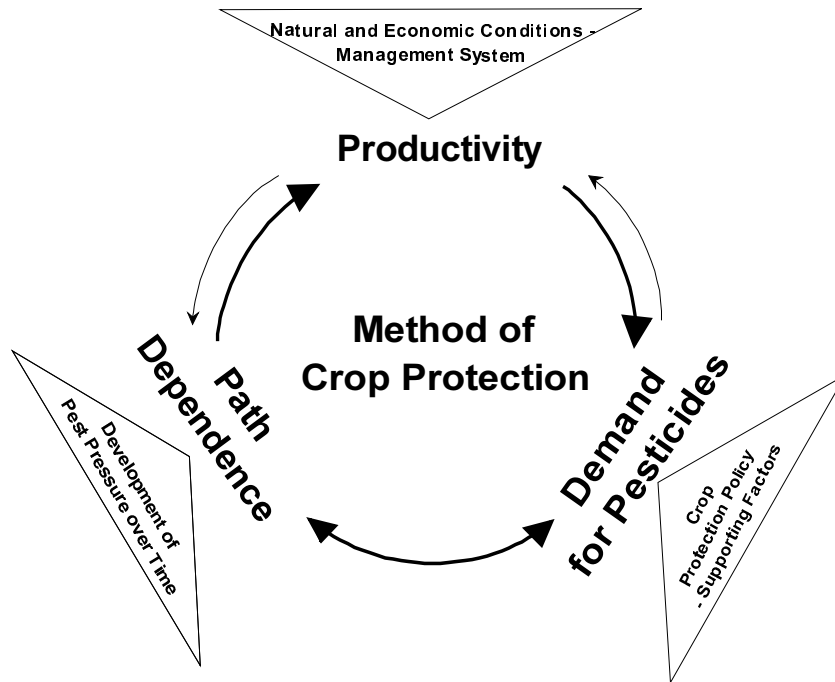 Natural and Economic Conditions -
Management System
Productivity
Method of
Crop Protection
Path
Dependence
Demand
for Pesticides
Development of
Pest Pressure over Time
Crop
Protection Policy
- Supporting Factors